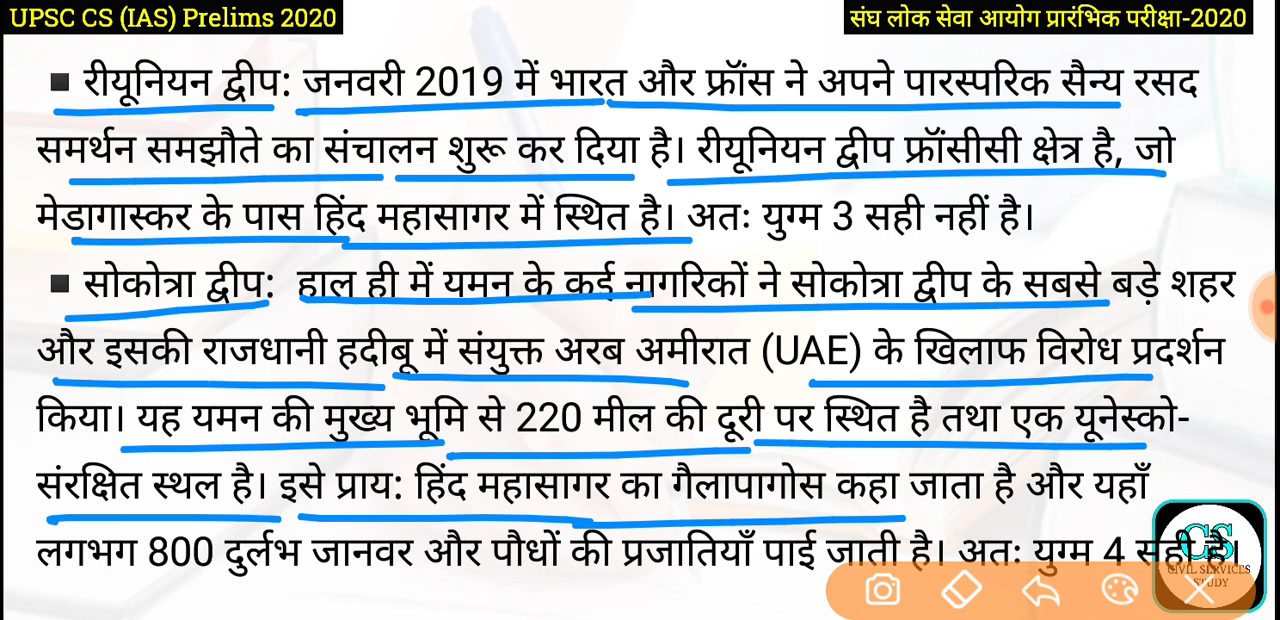 UPSC CS (IAS) Prelims 2020
संघ लोक सेवा आयोग प्रारंभिक परीक्षा-2020
▪ रीयूनियन द्वीप: जनवरी 2019 में भारत और फ्राँस ने अपने पारस्परिक सैन्य रसद
समर्थन समझौते का संचालन शुरू कर दिया है। रीयूनियन द्वीप फ्राँसीसी क्षेत्र है, जो
मेडागास्कर के पास हिंद महासागर में स्थित है। अतः युग्म 3 सही नहीं है।
▪ सोकोत्रा द्वीप: हाल ही में यमन के कई नागरिकों ने सोकोत्रा द्वीप के सबसे बड़े शहर
और इसकी राजधानी हदीबू में संयुक्त अरब अमीरात (UAE) के खिलाफ विरोध प्रदर्शन
किया। यह यमन की मुख्य भूमि से 220 मील की दूरी पर स्थित है तथा एक यूनेस्को-
संरक्षित स्थल है। इसे प्राय: हिंद महासागर का गैलापागोस कहा जाता है और यहाँ
लगभग 800 दुर्लभ जानवर और पौधों की प्रजातियाँ पाई जाती है। अतः युग्म 4 सही है।
CS
CIVIL SERVICES
STUDY